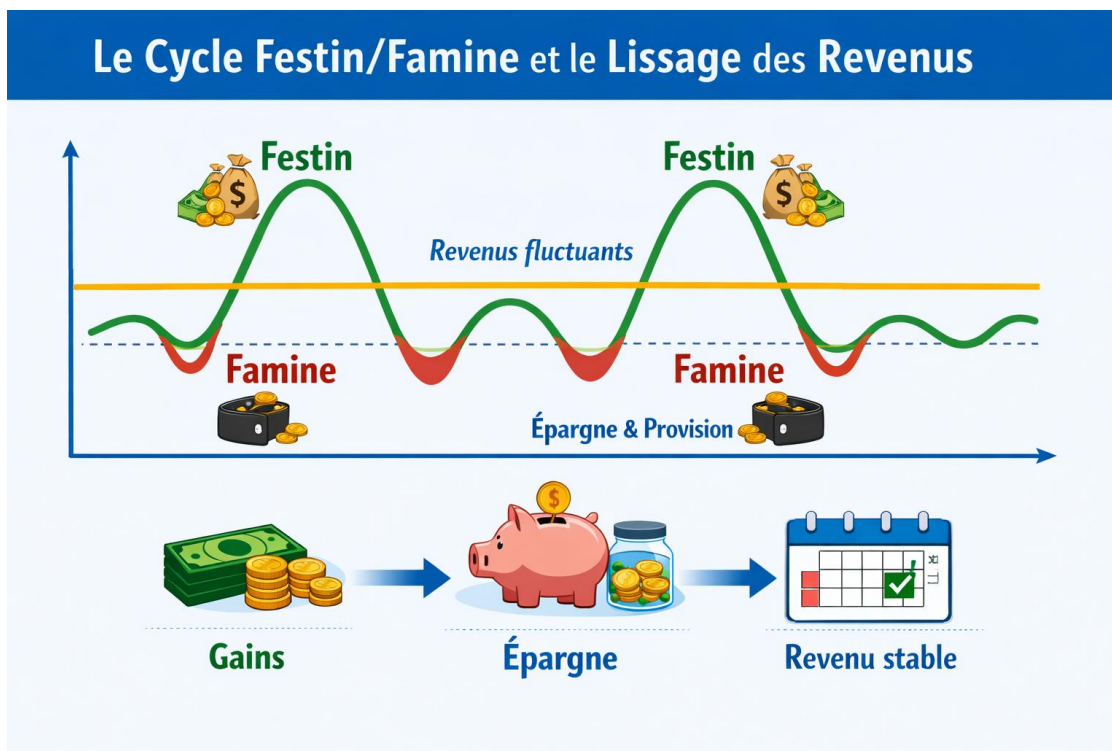 Le Cycle Festin/Famine et le Lissage des Revenus
Festin
Festin
$
$
Revenus fluctuants
Famine
Famine
Épargne & Provision
$
Gains
Épargne
Revenu stable